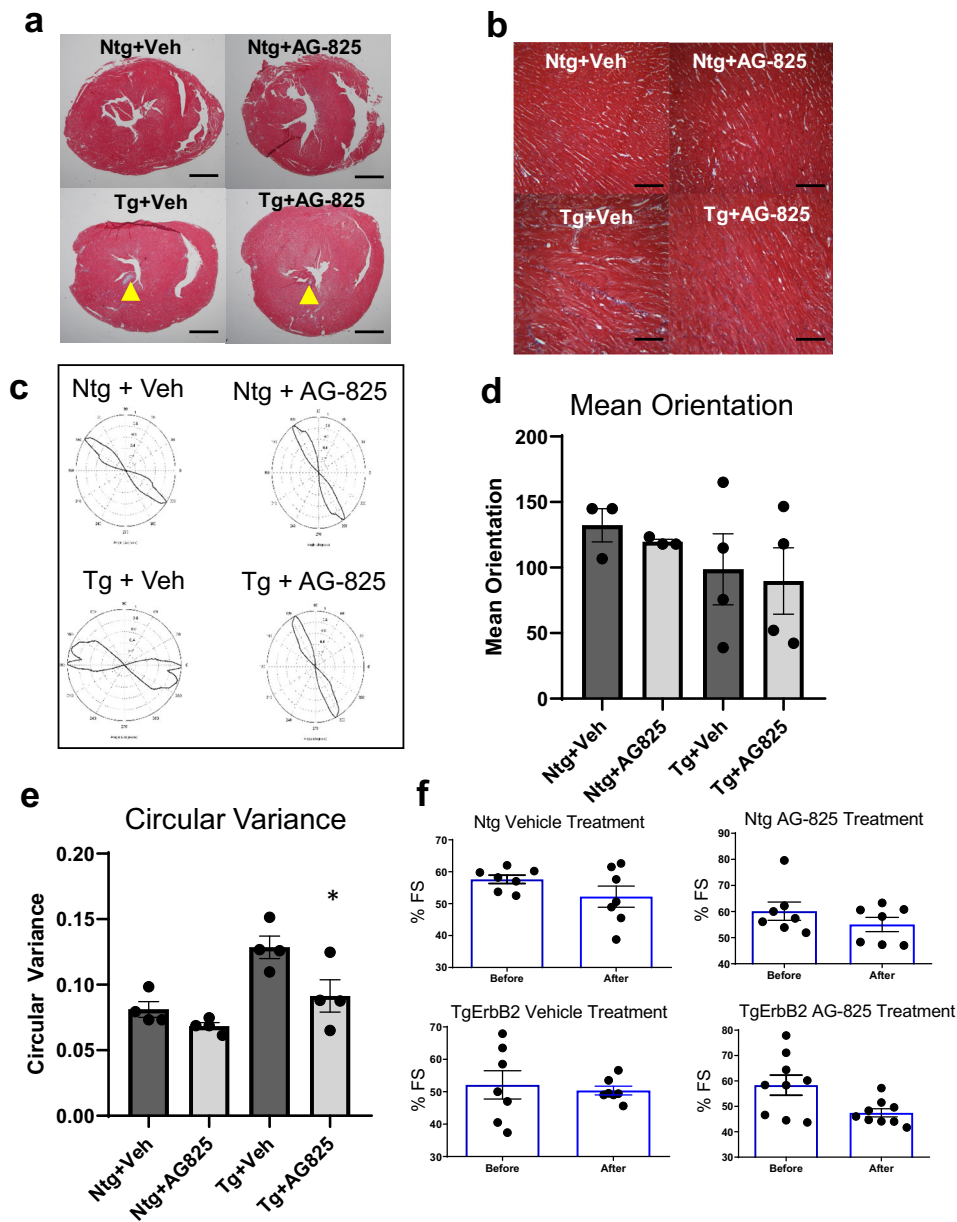 a
Ntg+Veh
Ntg+AG-825
Tg+Veh
Tg+AG-825
b
Ntg+Veh
Ntg+AG-825
Tg+Veh
Tg+AG-825
c
Ntg + Veh
Ntg + AG-825
Tg + Veh
Tg + AG-825
d
Mean Orientation
Mean Orientation
200
150
100
50
0
Ntg+Veh
Ntg+AG825
Tg+Veh
Tg+AG825
e
Circular Variance
Circular Variance
0.20
0.15
0.10
0.05
0.00
*
Ntg+Veh
Ntg+AG825
Tg+Veh
Tg+AG825
f
Ntg Vehicle Treatment
% FS
70
60
50
40
30
Before
After
Ntg AG-825 Treatment
% FS
90
80
70
60
50
40
Before
After
TgErbB2 Vehicle Treatment
% FS
70
60
50
40
30
Before
After
TgErbB2 AG-825 Treatment
% FS
80
70
60
50
40
30
Before
After